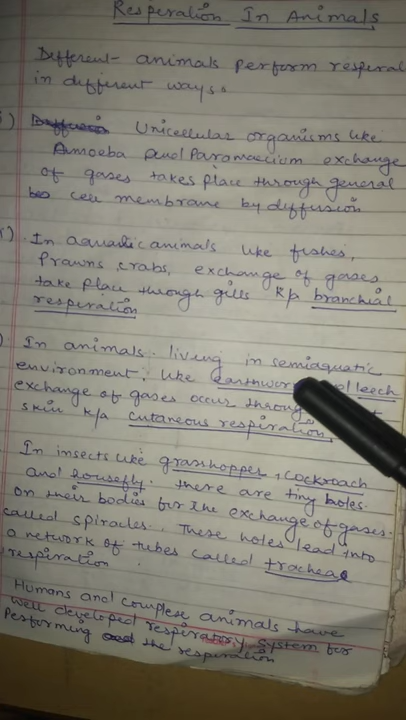 Respiration In Animals
Different- animals perform respirat
in different ways.
) Unicellular organisms like
Amoeba and Paramaecium exchange
of gases takes place through general
cell membrane by diffusion
) In aquatic animals like fishes,
Prawns, crabs, exchange of gases
take place through gills k/a branchial
respiration
) In animals living in semiaquatic
environment, like earthwor leech
exchange of gases occur throug
skin k/a cutaneous respiration.
In insects like grasshopper, cockroach
and housefly. there are tiny holes
on their bodies for the exchange of gases.
called spiracles. These holes lead into
a network of tubes called tracheal
respiration.
Humans and complex animals have
well developed respiratory system for
Performing the respiration